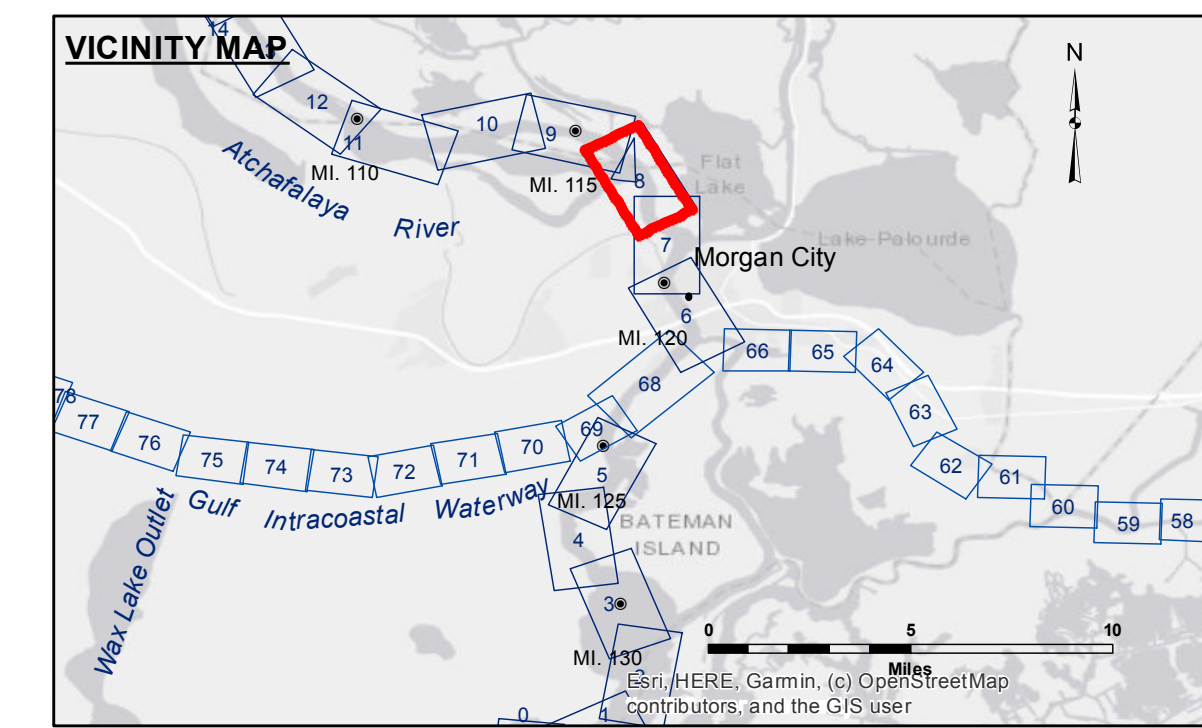 VICINITY MAP
N
14
13
12
11
10
9
8
7
6
MI. 110
MI. 115
Atchafalaya
River
Flat
Lake
Lake Palourde
Morgan City
MI. 120
66
65
64
63
62
61
60
59
58
68
69
70
71
72
73
74
75
76
77
78
Gulf
Intracoastal
Waterway
Wax Lake Outlet
5
MI. 125
BATEMAN
ISLAND
4
3
MI. 130
2
1
0
0
5
10
Miles
Esri, HERE, Garmin, (c) OpenStreetMap
contributors, and the GIS user